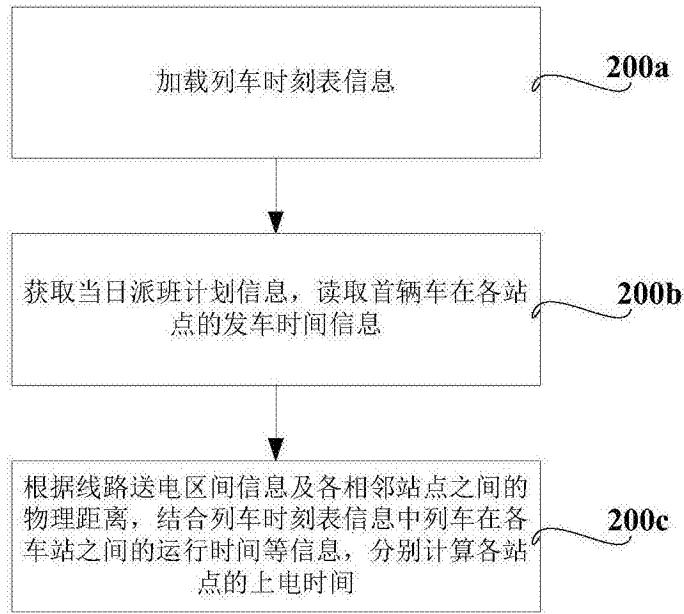 加载列车时刻表信息
200a
获取当日派班计划信息，读取首辆车在各站
点的发车时间信息
200b
根据线路送电区间信息及各相邻站点之间的
物理距离，结合列车时刻表信息中列车在各
车站之间的运行时间等信息，分别计算各站
点的上电时间
200c